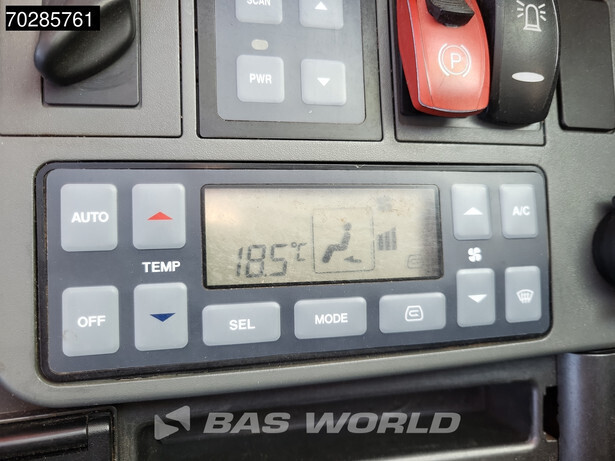 70285761
SCAN
PWR
P
AUTO
TEMP
A/C
18.5°C
OFF
SEL
MODE
BAS WORLD